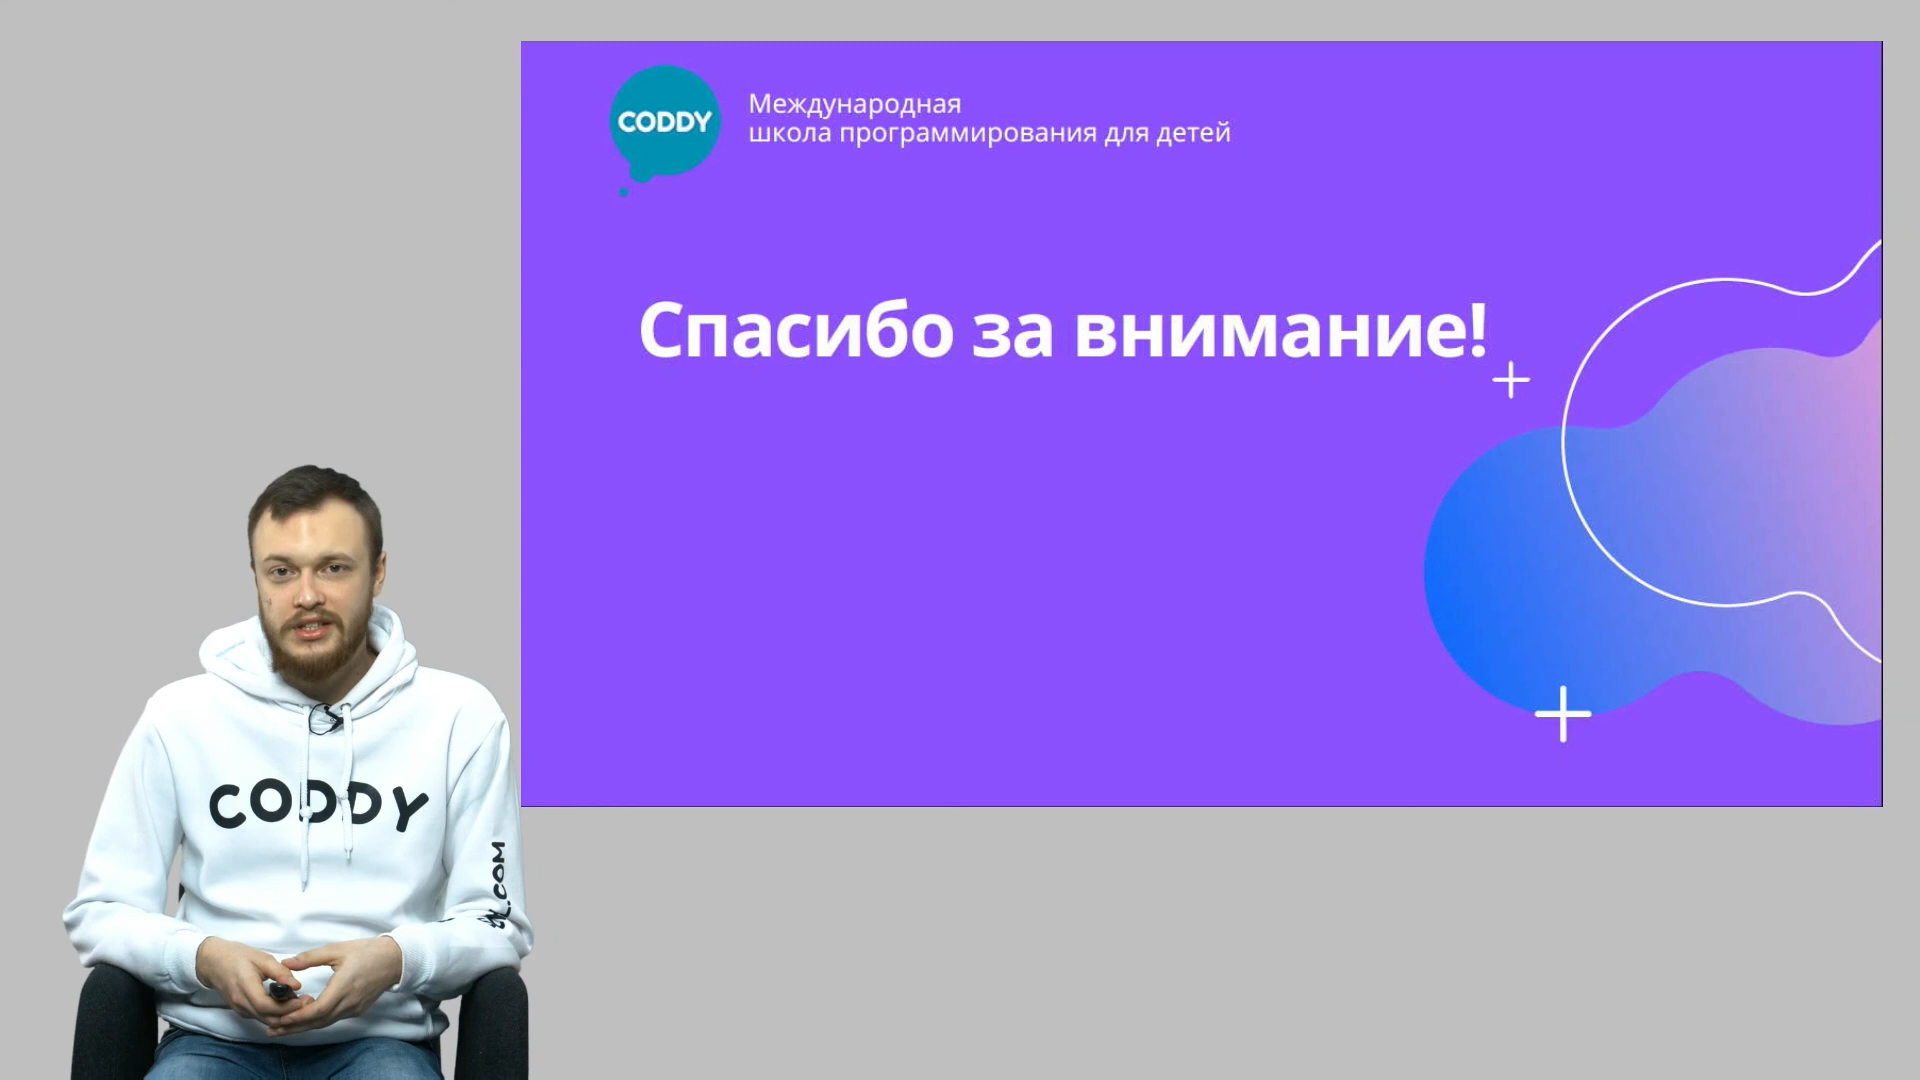 CODDY
Международная
школа программирования для детей
Спасибо за внимание!
CODDY
.COM